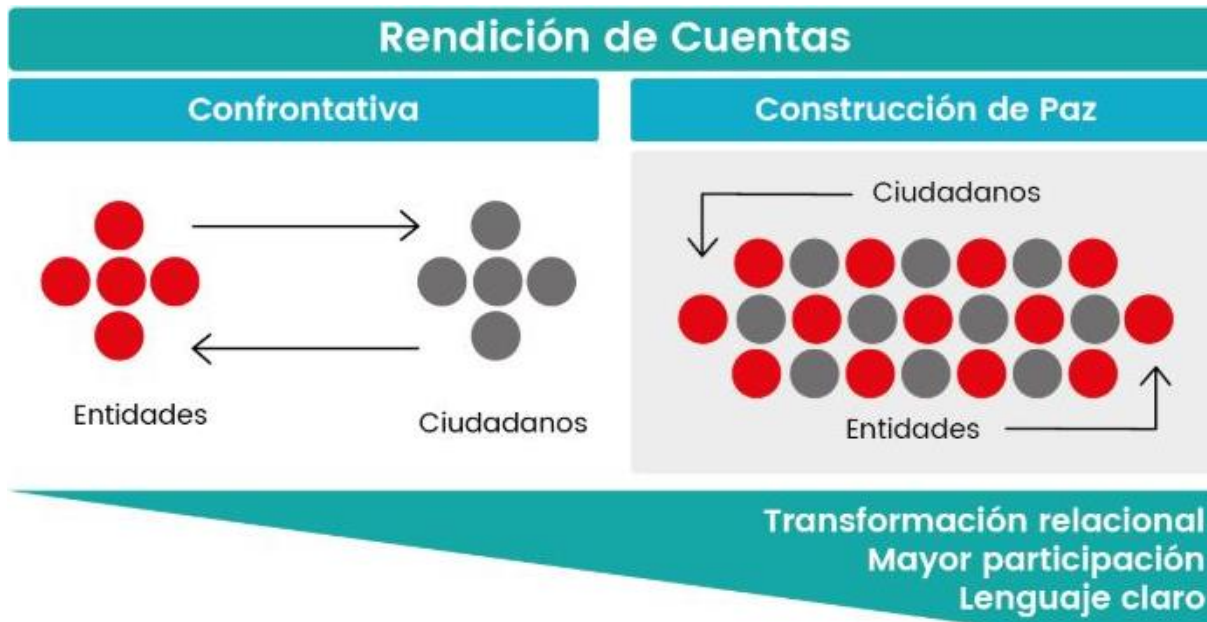 Rendición de Cuentas
Confrontativa
Entidades
Ciudadanos
Construcción de Paz
Ciudadanos
Entidades
Transformación relacional
Mayor participación
Lenguaje claro